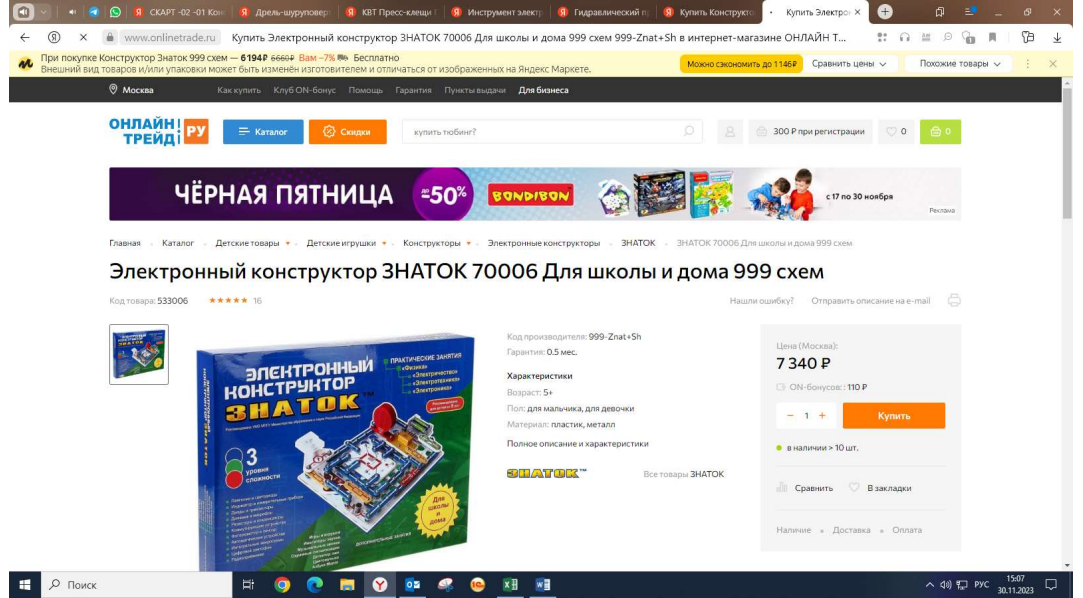 СКАРТ -02 -01 Кон
Дрель-шуруповер
КВТ Пресс-клещи
Инструмент электр
Гидравлический п
Купить Конструкто
Купить Электрон
www.onlinetrade.ru Купить Электронный конструктор ЗНАТОК 70006 Для школы и дома 999 схем 999-Znat+Sh в интернет-магазине ОНЛАЙН Т...
При покупке Конструктор Знаток 999 схем — 6194₽ 6660₽ Вам –7% Бесплатно
Внешний вид товаров и/или упаковки может быть изменён изготовителем и отличаться от изображенных на Яндекс Маркете.
Можно сэкономить до 1146₽ Сравнить цены Похожие товары
Москва Как купить Клуб ON-бонус Помощь Гарантия Пункты выдачи Для бизнеса
ОНЛАЙН
ТРЕЙД РУ
Каталог Скидки купить тюбинг? 300 ₽ при регистрации 0 0
ЧЁРНАЯ ПЯТНИЦА до -50% BONDIBON с 17 по 30 ноября
Реклама
Главная Каталог Детские товары Детские игрушки Конструкторы Электронные конструкторы ЗНАТОК ЗНАТОК 70006 Для школы и дома 999 схем
Электронный конструктор ЗНАТОК 70006 Для школы и дома 999 схем
Код товара: 533006 16 Нашли ошибку? Отправить описание на e-mail
ЭЛЕКТРОННЫЙ
КОНСТРУКТОР
ЗНАТОК
ПРАКТИЧЕСКИЕ ЗАНЯТИЯ
«Физика»
«Электричество»
«Электротехника»
«Электроника»
3
уровня
сложности
Для
школы
и
дома
Код производителя: 999-Znat+Sh
Гарантия: 0.5 мес.
Характеристики
Возраст: 5+
Пол: для мальчика, для девочки
Материал: пластик, металл
Полное описание и характеристики
ЗНАТОК™ Все товары ЗНАТОК
Цена (Москва):
7 340 ₽
ON-бонусов: : 110 ₽
– 1 + Купить
в наличии > 10 шт.
Сравнить В закладки
Наличие Доставка Оплата
Поиск
РУС
15:07
30.11.2023